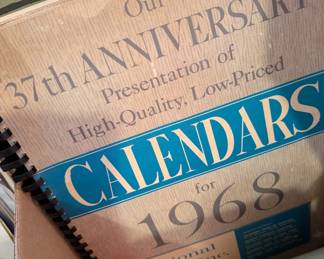 Our
37th ANNIVERSARY
Presentation of
High-Quality, Low-Priced
CALENDARS
for
1968